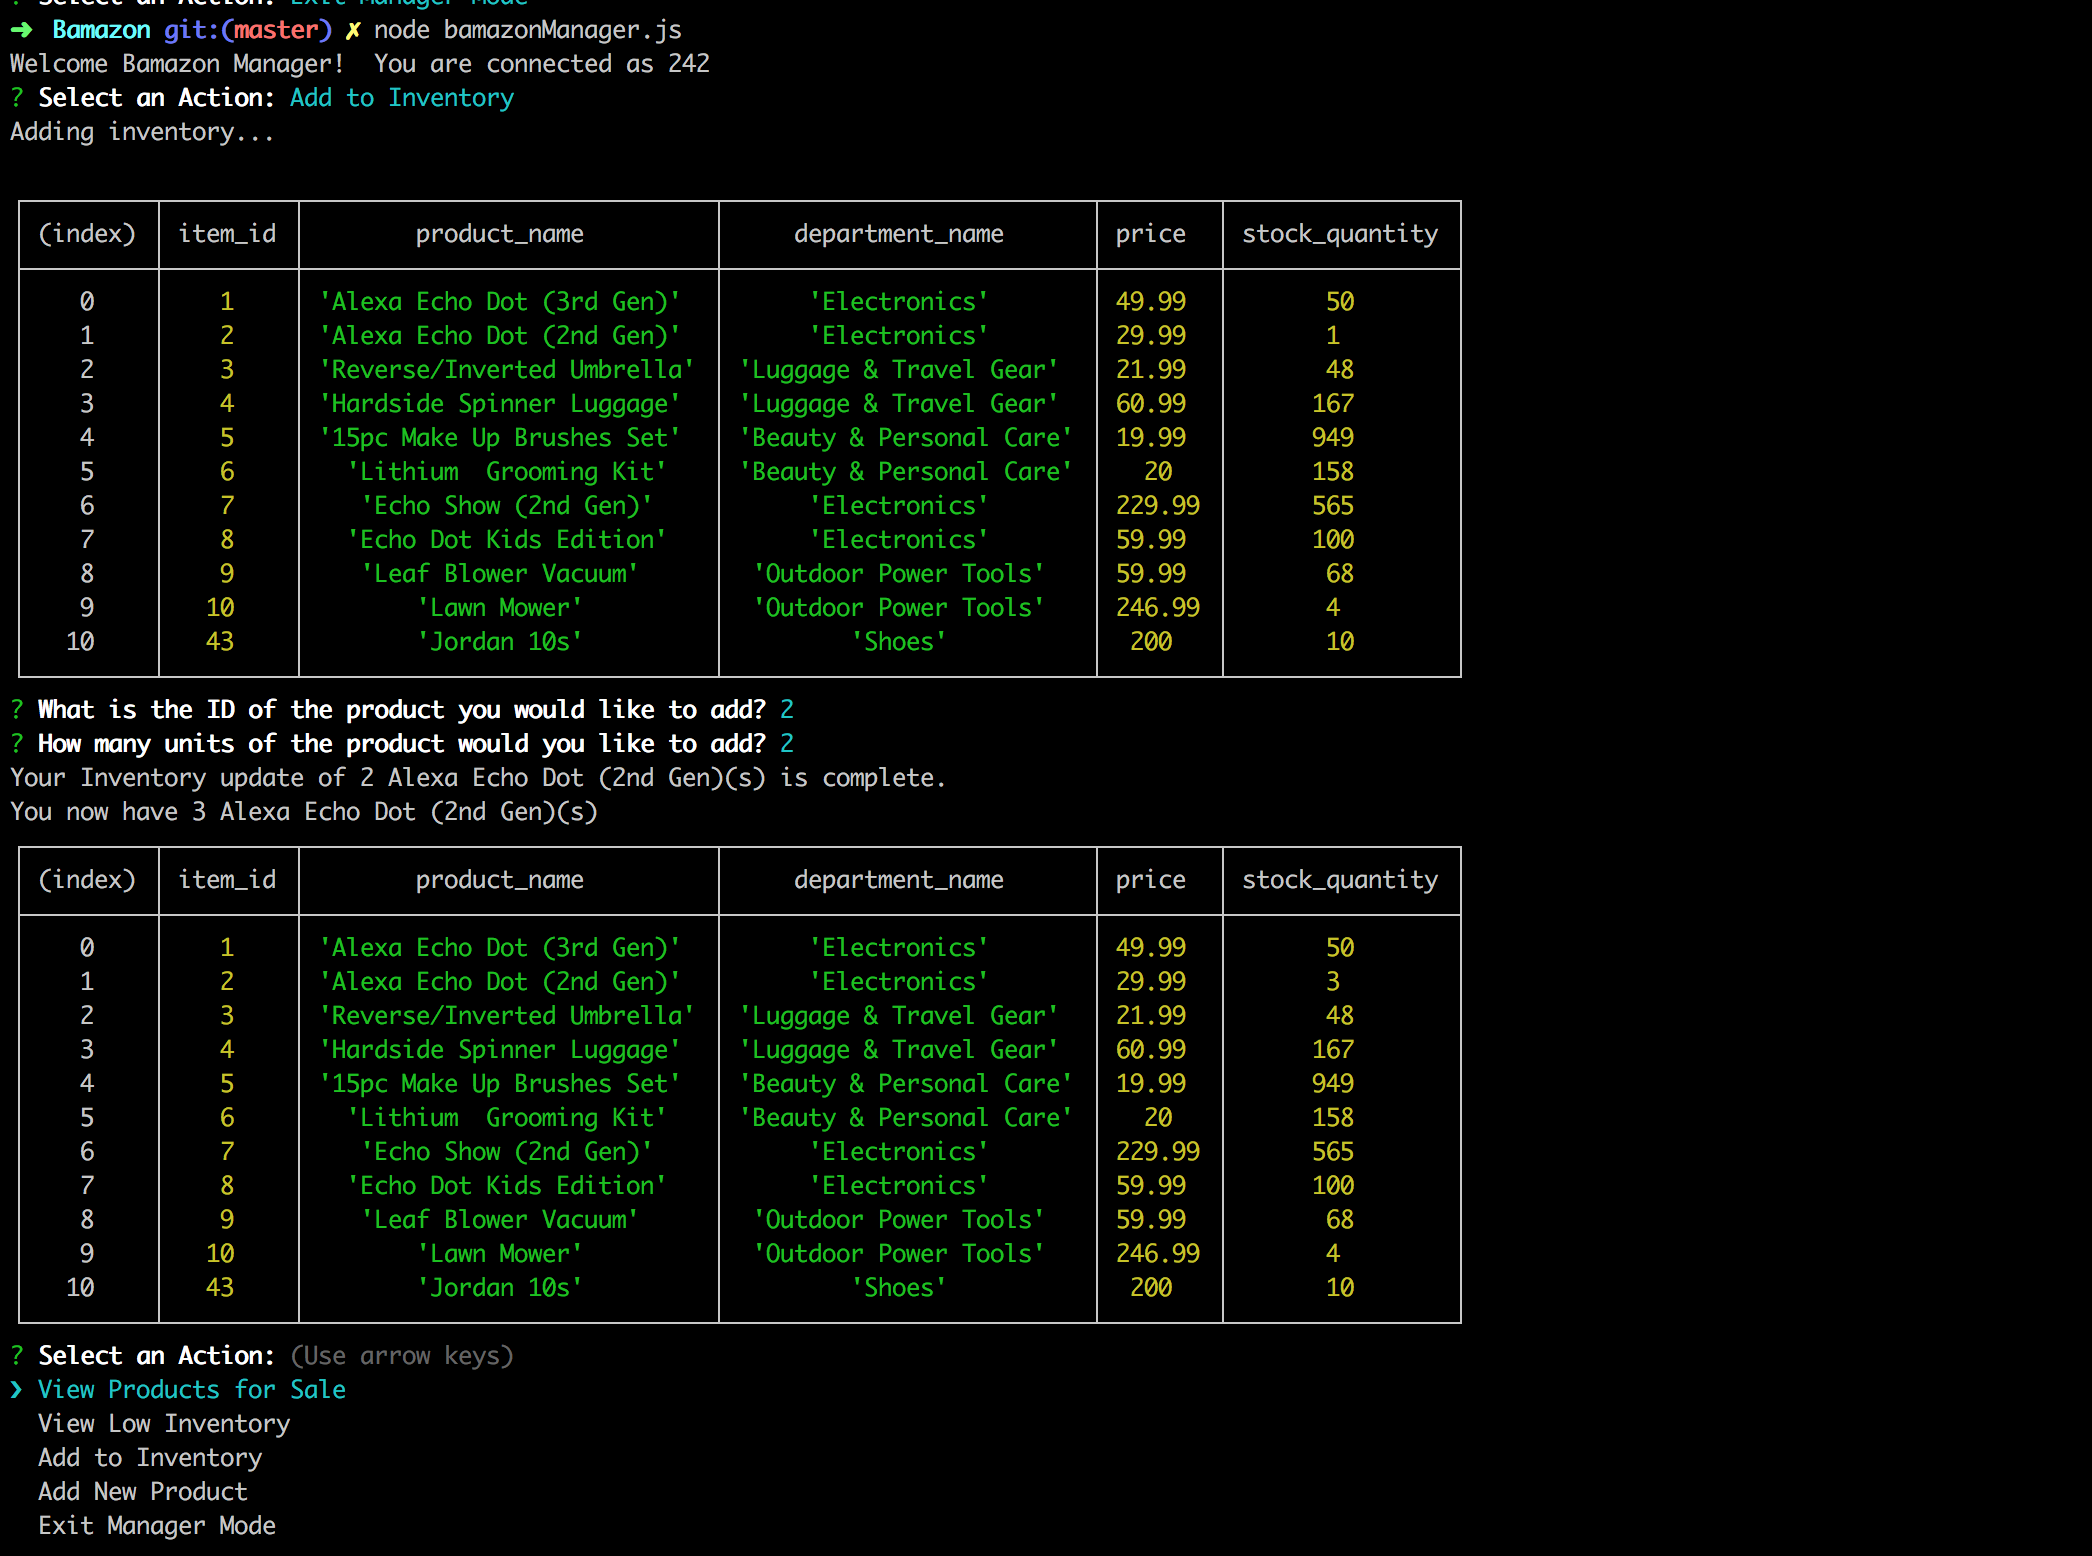 ? Select an Action: Exit Manager Mode
➜ Bamazon git:(master) ✗ node bamazonManager.js
Welcome Bamazon Manager!  You are connected as 242
? Select an Action: Add to Inventory
Adding inventory...
(index) item_id product_name department_name price stock_quantity
0 1 'Alexa Echo Dot (3rd Gen)' 'Electronics' 49.99 50
1 2 'Alexa Echo Dot (2nd Gen)' 'Electronics' 29.99 1
2 3 'Reverse/Inverted Umbrella' 'Luggage & Travel Gear' 21.99 48
3 4 'Hardside Spinner Luggage' 'Luggage & Travel Gear' 60.99 167
4 5 '15pc Make Up Brushes Set' 'Beauty & Personal Care' 19.99 949
5 6 'Lithium  Grooming Kit' 'Beauty & Personal Care' 20 158
6 7 'Echo Show (2nd Gen)' 'Electronics' 229.99 565
7 8 'Echo Dot Kids Edition' 'Electronics' 59.99 100
8 9 'Leaf Blower Vacuum' 'Outdoor Power Tools' 59.99 68
9 10 'Lawn Mower' 'Outdoor Power Tools' 246.99 4
10 43 'Jordan 10s' 'Shoes' 200 10
? What is the ID of the product you would like to add? 2
? How many units of the product would you like to add? 2
Your Inventory update of 2 Alexa Echo Dot (2nd Gen)(s) is complete.
You now have 3 Alexa Echo Dot (2nd Gen)(s)
(index) item_id product_name department_name price stock_quantity
0 1 'Alexa Echo Dot (3rd Gen)' 'Electronics' 49.99 50
1 2 'Alexa Echo Dot (2nd Gen)' 'Electronics' 29.99 3
2 3 'Reverse/Inverted Umbrella' 'Luggage & Travel Gear' 21.99 48
3 4 'Hardside Spinner Luggage' 'Luggage & Travel Gear' 60.99 167
4 5 '15pc Make Up Brushes Set' 'Beauty & Personal Care' 19.99 949
5 6 'Lithium  Grooming Kit' 'Beauty & Personal Care' 20 158
6 7 'Echo Show (2nd Gen)' 'Electronics' 229.99 565
7 8 'Echo Dot Kids Edition' 'Electronics' 59.99 100
8 9 'Leaf Blower Vacuum' 'Outdoor Power Tools' 59.99 68
9 10 'Lawn Mower' 'Outdoor Power Tools' 246.99 4
10 43 'Jordan 10s' 'Shoes' 200 10
? Select an Action: (Use arrow keys)
❯ View Products for Sale
View Low Inventory
Add to Inventory
Add New Product
Exit Manager Mode